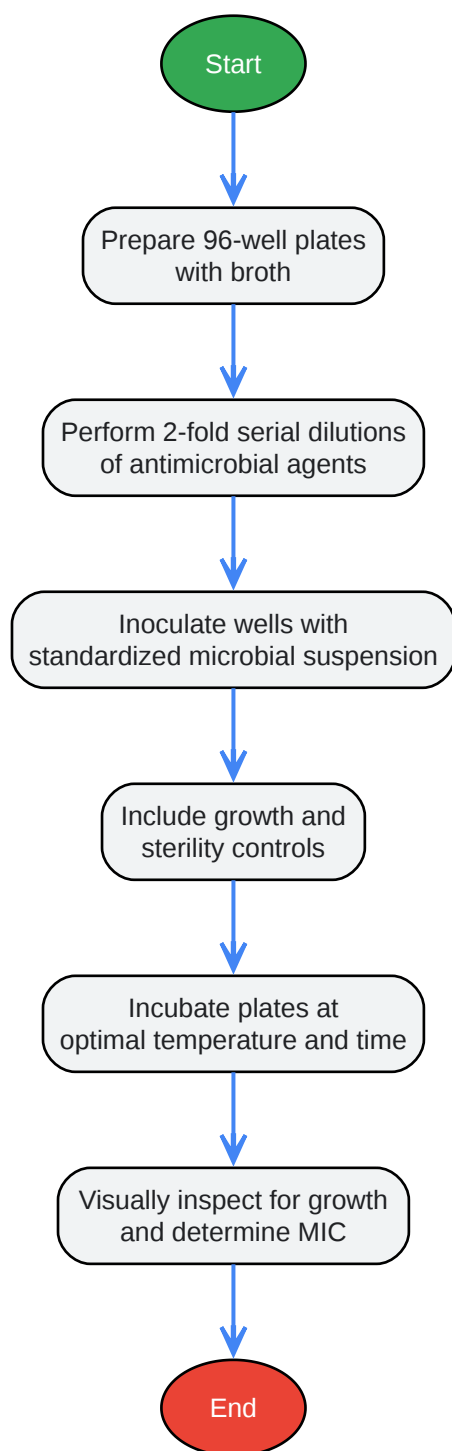 Start
Prepare 96-well plates
with broth
Perform 2-fold serial dilutions
of antimicrobial agents
Inoculate wells with
standardized microbial suspension
Include growth and
sterility controls
Incubate plates at
optimal temperature and time
Visually inspect for growth
and determine MIC
End